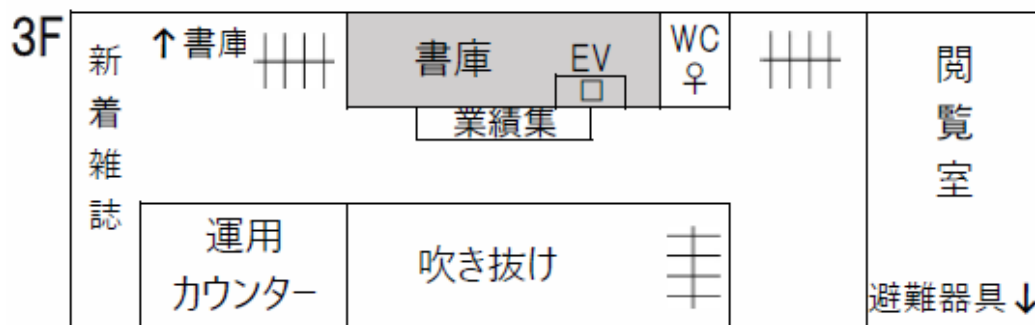 3F
新着雑誌
↑書庫
書庫
EV
WC
♀
業績集
閲覧室
運用
カウンター
吹き抜け
避難器具↓